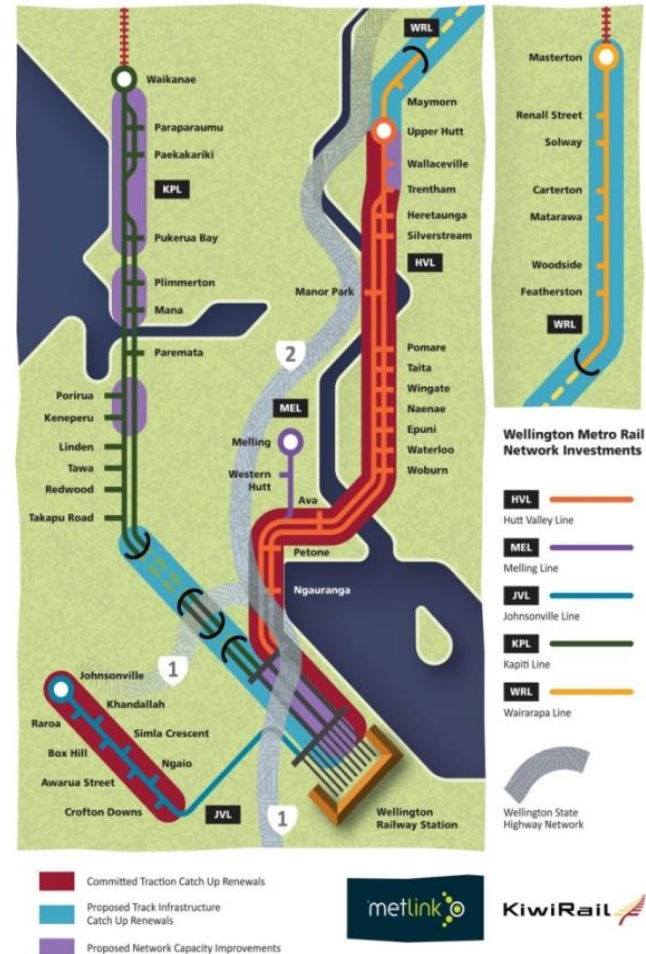 WRL
Waikanae
Paraparaumu
Paekakariki
KPL
Pukerua Bay
Plimmerton
Mana
Paremata
Porirua
Keneperu
Linden
Tawa
Redwood
Takapu Road
Maymorn
Upper Hutt
Wallaceville
Trentham
Heretaunga
Silverstream
HVL
Manor Park
2
Pomare
Taita
Wingate
Naenae
Epuni
Waterloo
Woburn
MEL
Melling
Western
Hutt
Ava
Petone
Ngauranga
1
Johnsonville
Khandallah
Raroa
Simla Crescent
Box Hill
Ngaio
Awarua Street
Crofton Downs
JVL
1
Wellington
Railway Station
Masterton
Renall Street
Solway
Carterton
Matarawa
Woodside
Featherston
WRL
Wellington Metro Rail
Network Investments
HVL
Hutt Valley Line
MEL
Melling Line
JVL
Johnsonville Line
KPL
Kapiti Line
WRL
Wairarapa Line
Wellington State
Highway Network
Committed Traction Catch Up Renewals
Proposed Track Infrastructure
Catch Up Renewals
Proposed Network Capacity Improvements
metlink
KiwiRail